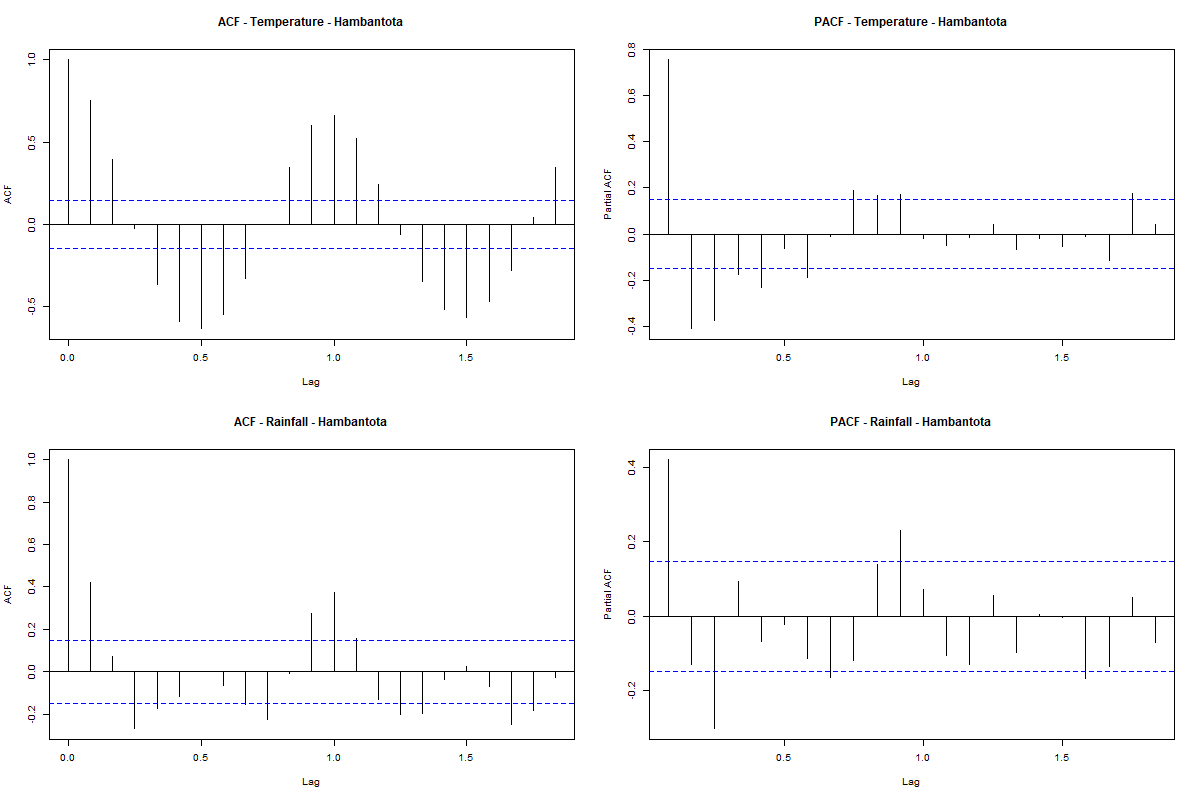 ACF - Temperature - Hambantota
ACF
1.0
0.5
0.0
-0.5
0.0 0.5 1.0 1.5
Lag
PACF - Temperature - Hambantota
Partial ACF
0.8
0.6
0.4
0.2
0.0
-0.2
-0.4
0.5 1.0 1.5
Lag
ACF - Rainfall - Hambantota
ACF
1.0
0.8
0.6
0.4
0.2
0.0
-0.2
0.0 0.5 1.0 1.5
Lag
PACF - Rainfall - Hambantota
Partial ACF
0.4
0.2
0.0
-0.2
0.5 1.0 1.5
Lag